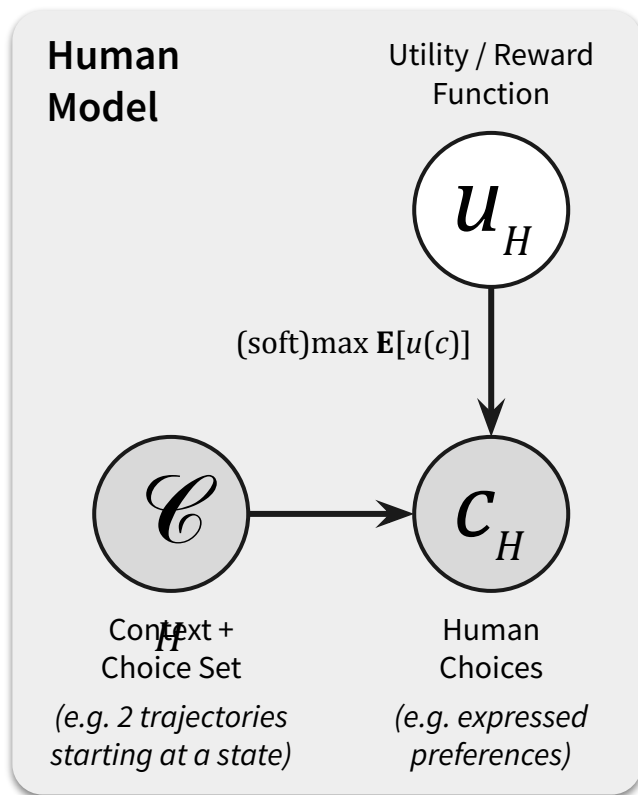 Human
Model
Utility / Reward
Function
u_H
(soft)max E[u(c)]
𝒞
c_H
H
Context +
Choice Set
(e.g. 2 trajectories
starting at a state)
Human
Choices
(e.g. expressed
preferences)